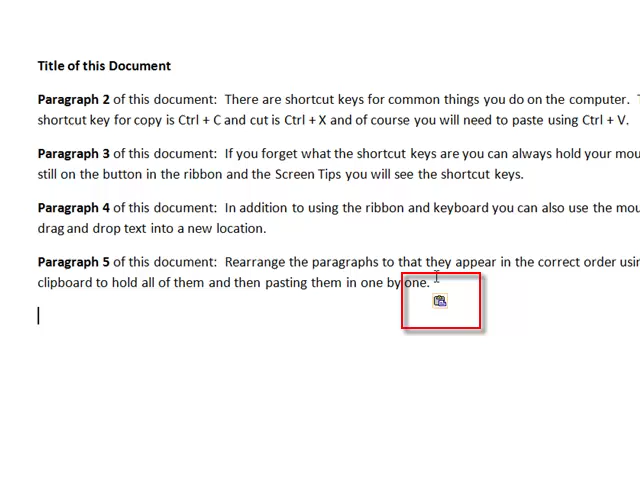 Title of this Document
Paragraph 2 of this document:  There are shortcut keys for common things you do on the computer.
shortcut key for copy is Ctrl + C and cut is Ctrl + X and of course you will need to paste using Ctrl + V.
Paragraph 3 of this document:  If you forget what the shortcut keys are you can always hold your
still on the button in the ribbon and the Screen Tips you will see the shortcut keys.
Paragraph 4 of this document:  In addition to using the ribbon and keyboard you can also use the
drag and drop text into a new location.
Paragraph 5 of this document:  Rearrange the paragraphs to that they appear in the correct order
clipboard to hold all of them and then pasting them in one by one.